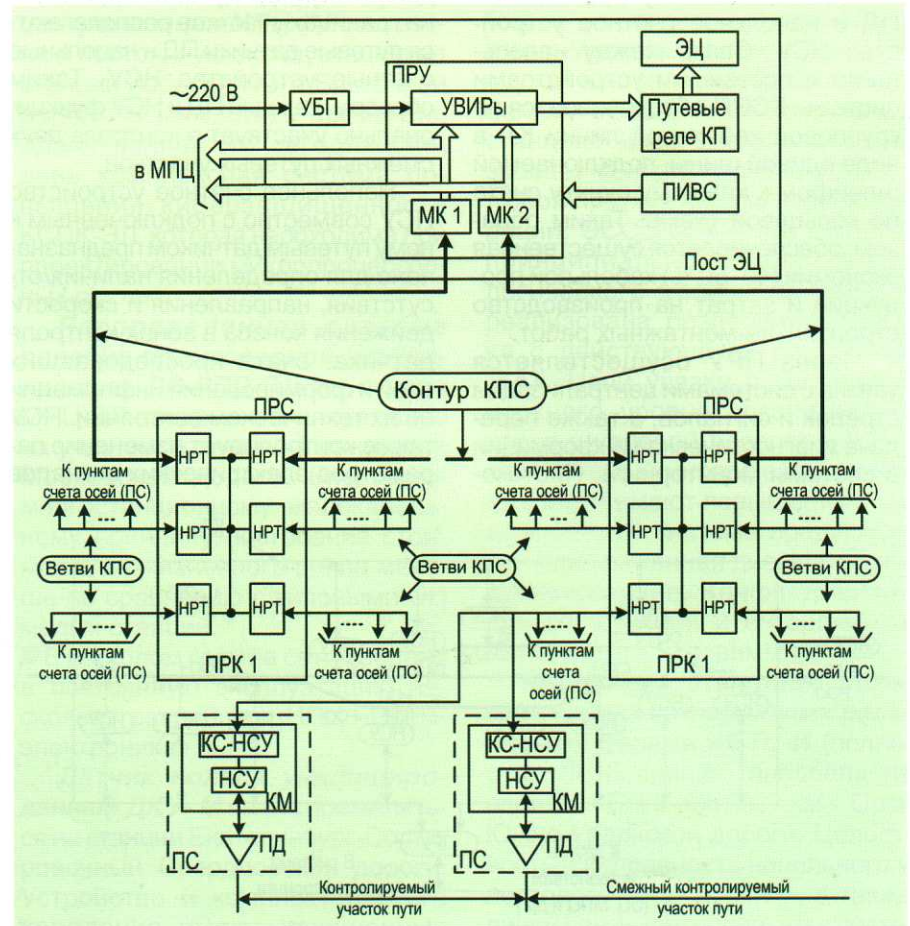 ЭЦ
ПРУ
~220 В
УБП
УВИРы
Путевые
реле КП
в МПЦ
ПИВС
МК 1
МК 2
Пост ЭЦ
Контур КПС
ПРС
ПРС
НРТ
НРТ
НРТ
НРТ
К пунктам
счета осей (ПС)
К пунктам
счета осей (ПС)
К пунктам
счета осей (ПС)
К пунктам
счета осей (ПС)
----
----
----
----
НРТ
НРТ
НРТ
НРТ
Ветви КПС
Ветви КПС
Ветви КПС
НРТ
НРТ
НРТ
НРТ
----
----
----
----
К пунктам
счета осей (ПС)
ПРК 1
К пунктам
счета осей (ПС)
К пунктам
счета
осей (ПС)
ПРК 1
К пунктам
счета осей (ПС)
КС-НСУ
КС-НСУ
НСУ
НСУ
КМ
КМ
ПС
ПД
ПС
ПД
Контролируемый
участок пути
Смежный контролируемый
участок пути